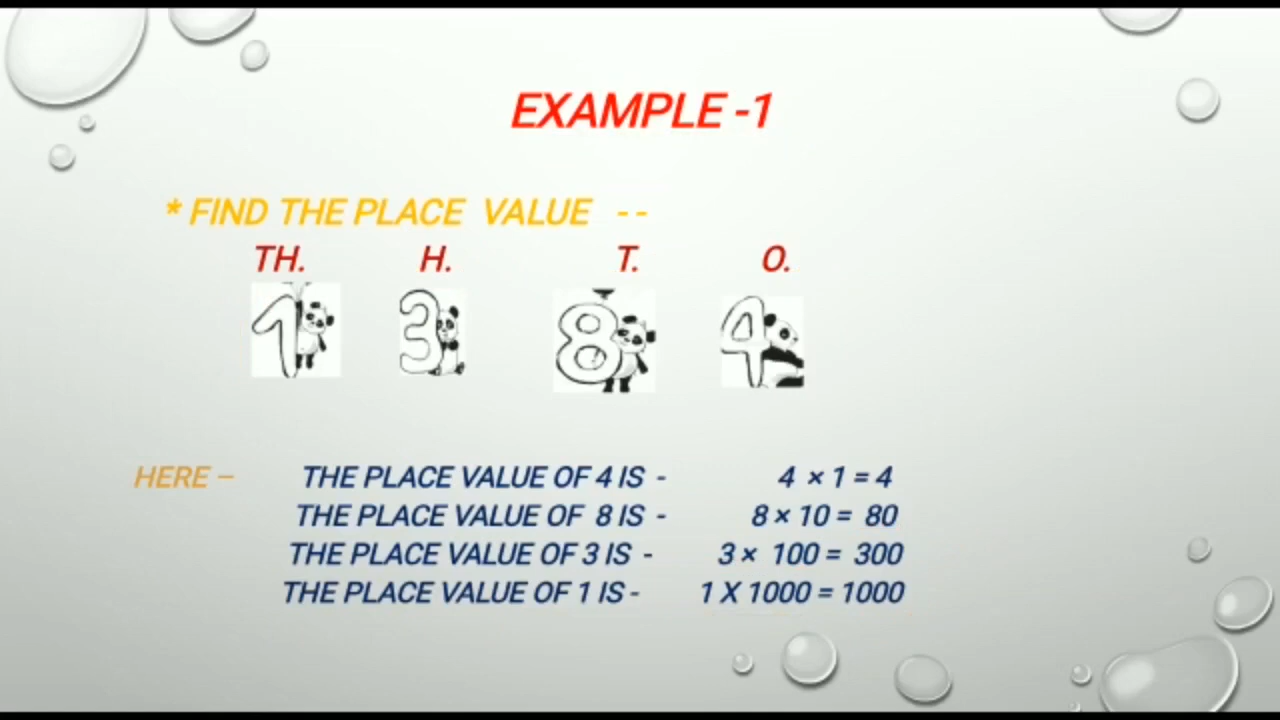 EXAMPLE -1
* FIND THE PLACE VALUE --
TH. H. T. O.
1 3 8 4
HERE – THE PLACE VALUE OF 4 IS - 4 × 1 = 4
THE PLACE VALUE OF 8 IS - 8 × 10 = 80
THE PLACE VALUE OF 3 IS - 3 × 100 = 300
THE PLACE VALUE OF 1 IS - 1 X 1000 = 1000